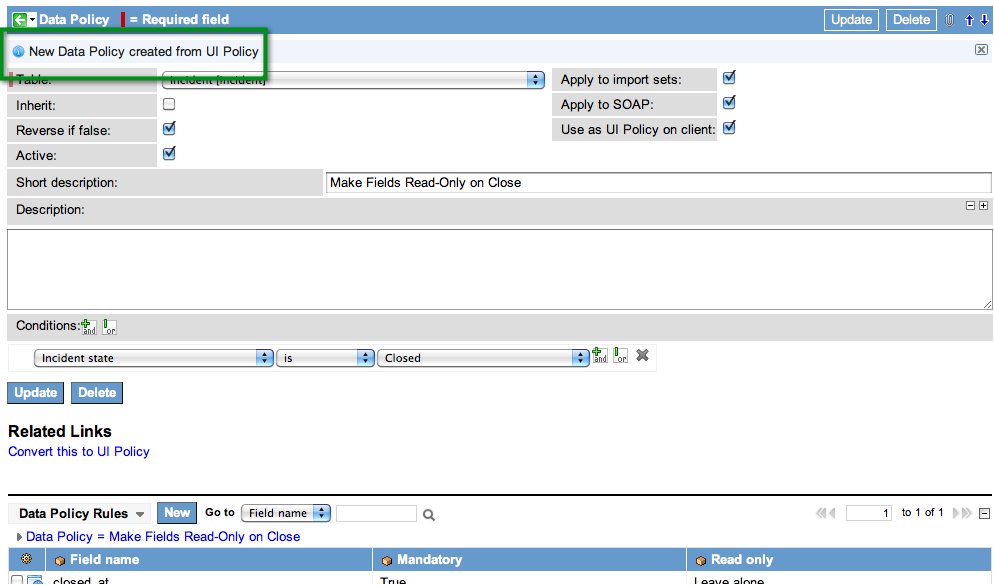 Data Policy = Required field Update Delete
New Data Policy created from UI Policy
Table: Incident [incident] Apply to import sets:
Inherit: Apply to SOAP:
Reverse if false: Use as UI Policy on client:
Active:
Short description: Make Fields Read-Only on Close
Description:
Conditions: and or
Incident state is Closed and or
Update Delete
Related Links
Convert this to UI Policy
Data Policy Rules New Go to Field name 1 to 1 of 1
Data Policy = Make Fields Read-Only on Close
Field name Mandatory Read only
closed_at True Leave alone